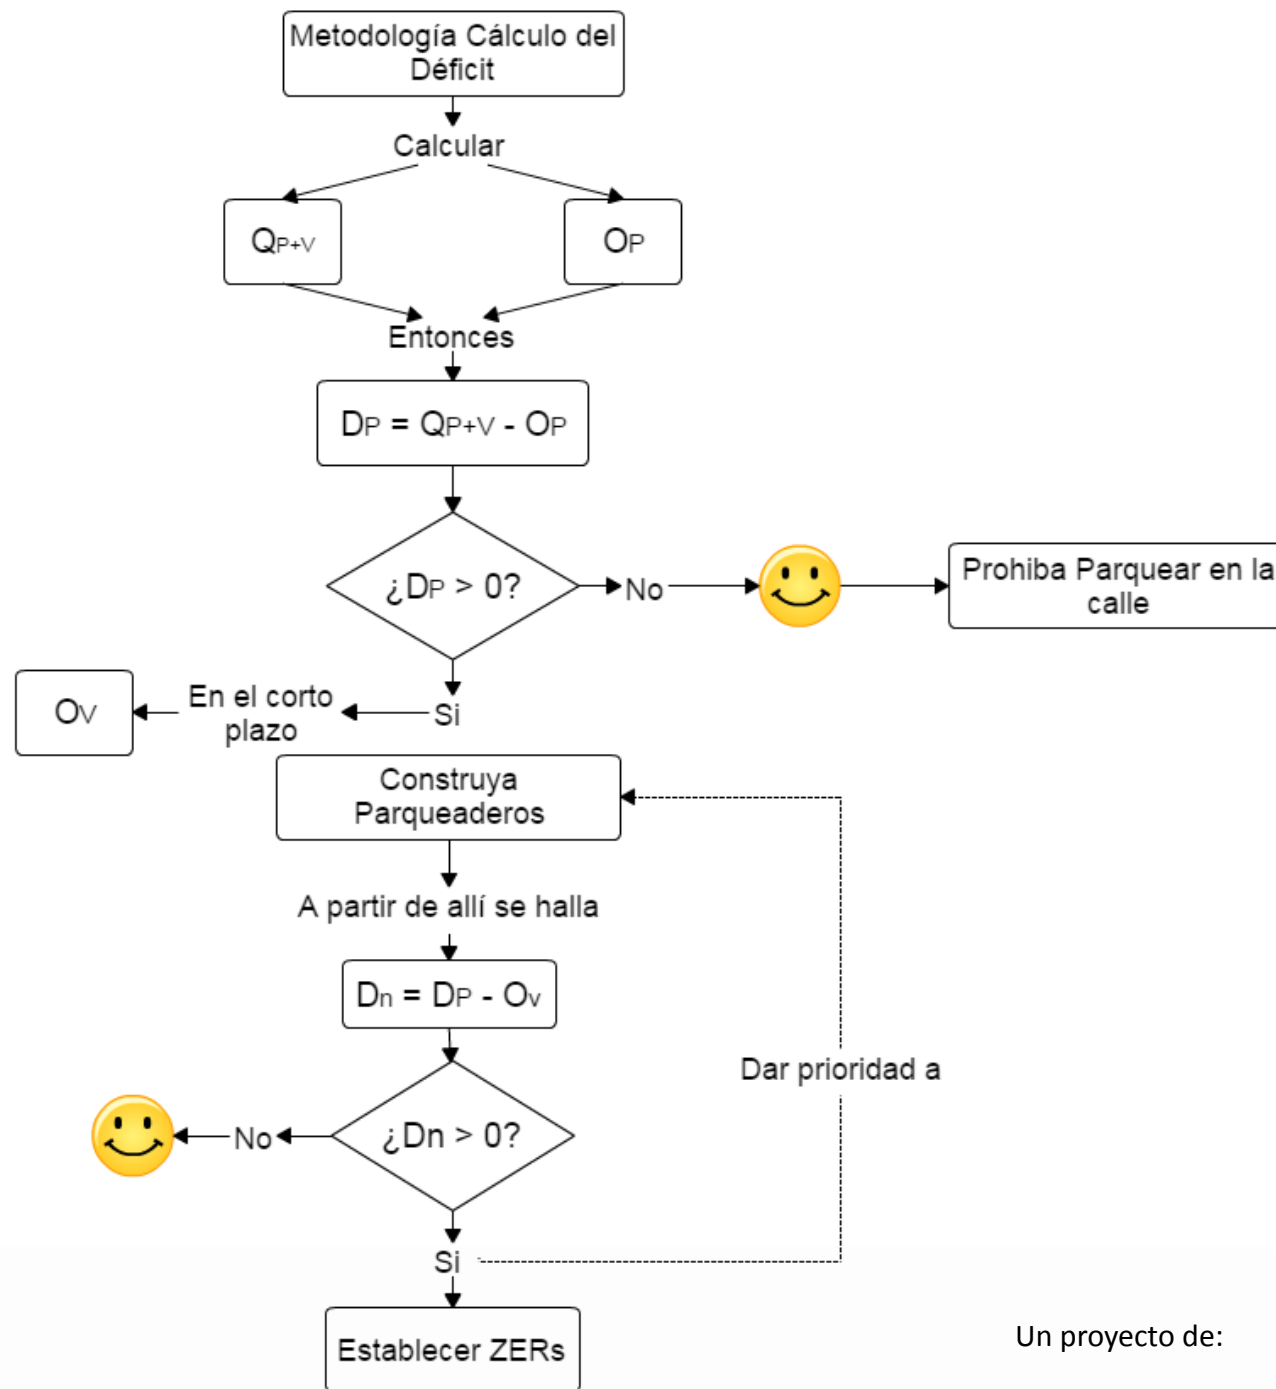 Metodología Cálculo del
Déficit
Calcular
QP+V
OP
Entonces
DP = QP+V - OP
¿DP > 0?
No
Prohiba Parquear en la
calle
Si
En el corto
plazo
OV
Construya
Parqueaderos
A partir de allí se halla
Dn = DP - Ov
Dar prioridad a
¿Dn > 0?
No
Si
Establecer ZERs
Un proyecto de: